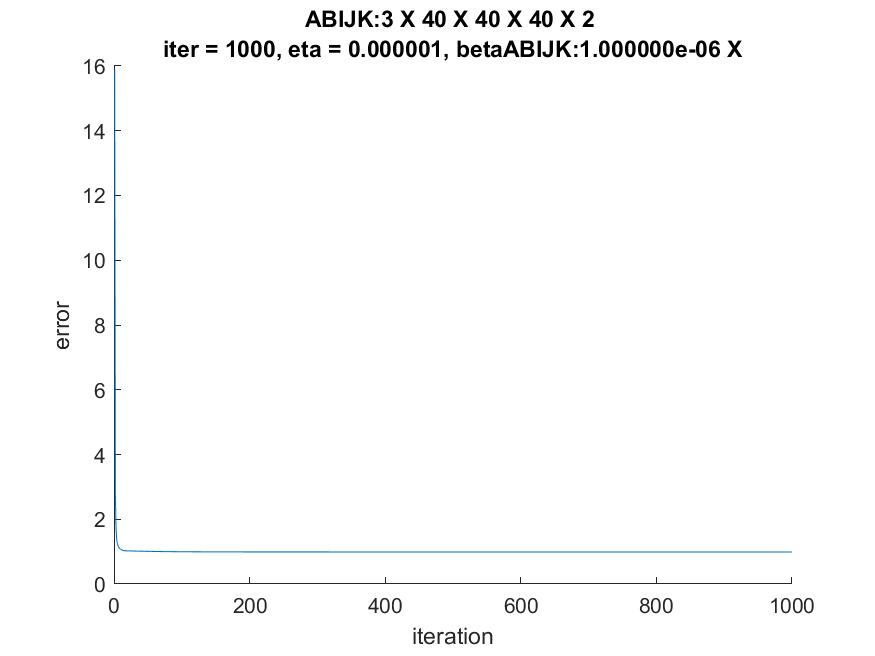 ABIJK:3 X 40 X 40 X 40 X 2
iter = 1000, eta = 0.000001, betaABIJK:1.000000e-06 X
16
14
12
10
8
6
4
2
0
error
0 200 400 600 800 1000
iteration